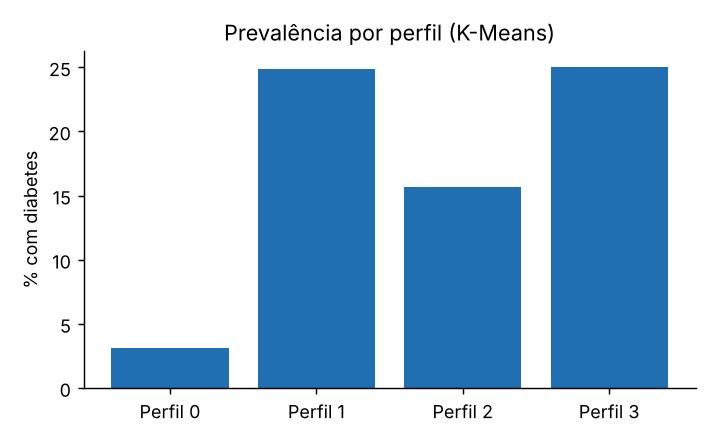 Prevalência por perfil (K-Means)
% com diabetes
25
20
15
10
5
0
Perfil 0
Perfil 1
Perfil 2
Perfil 3